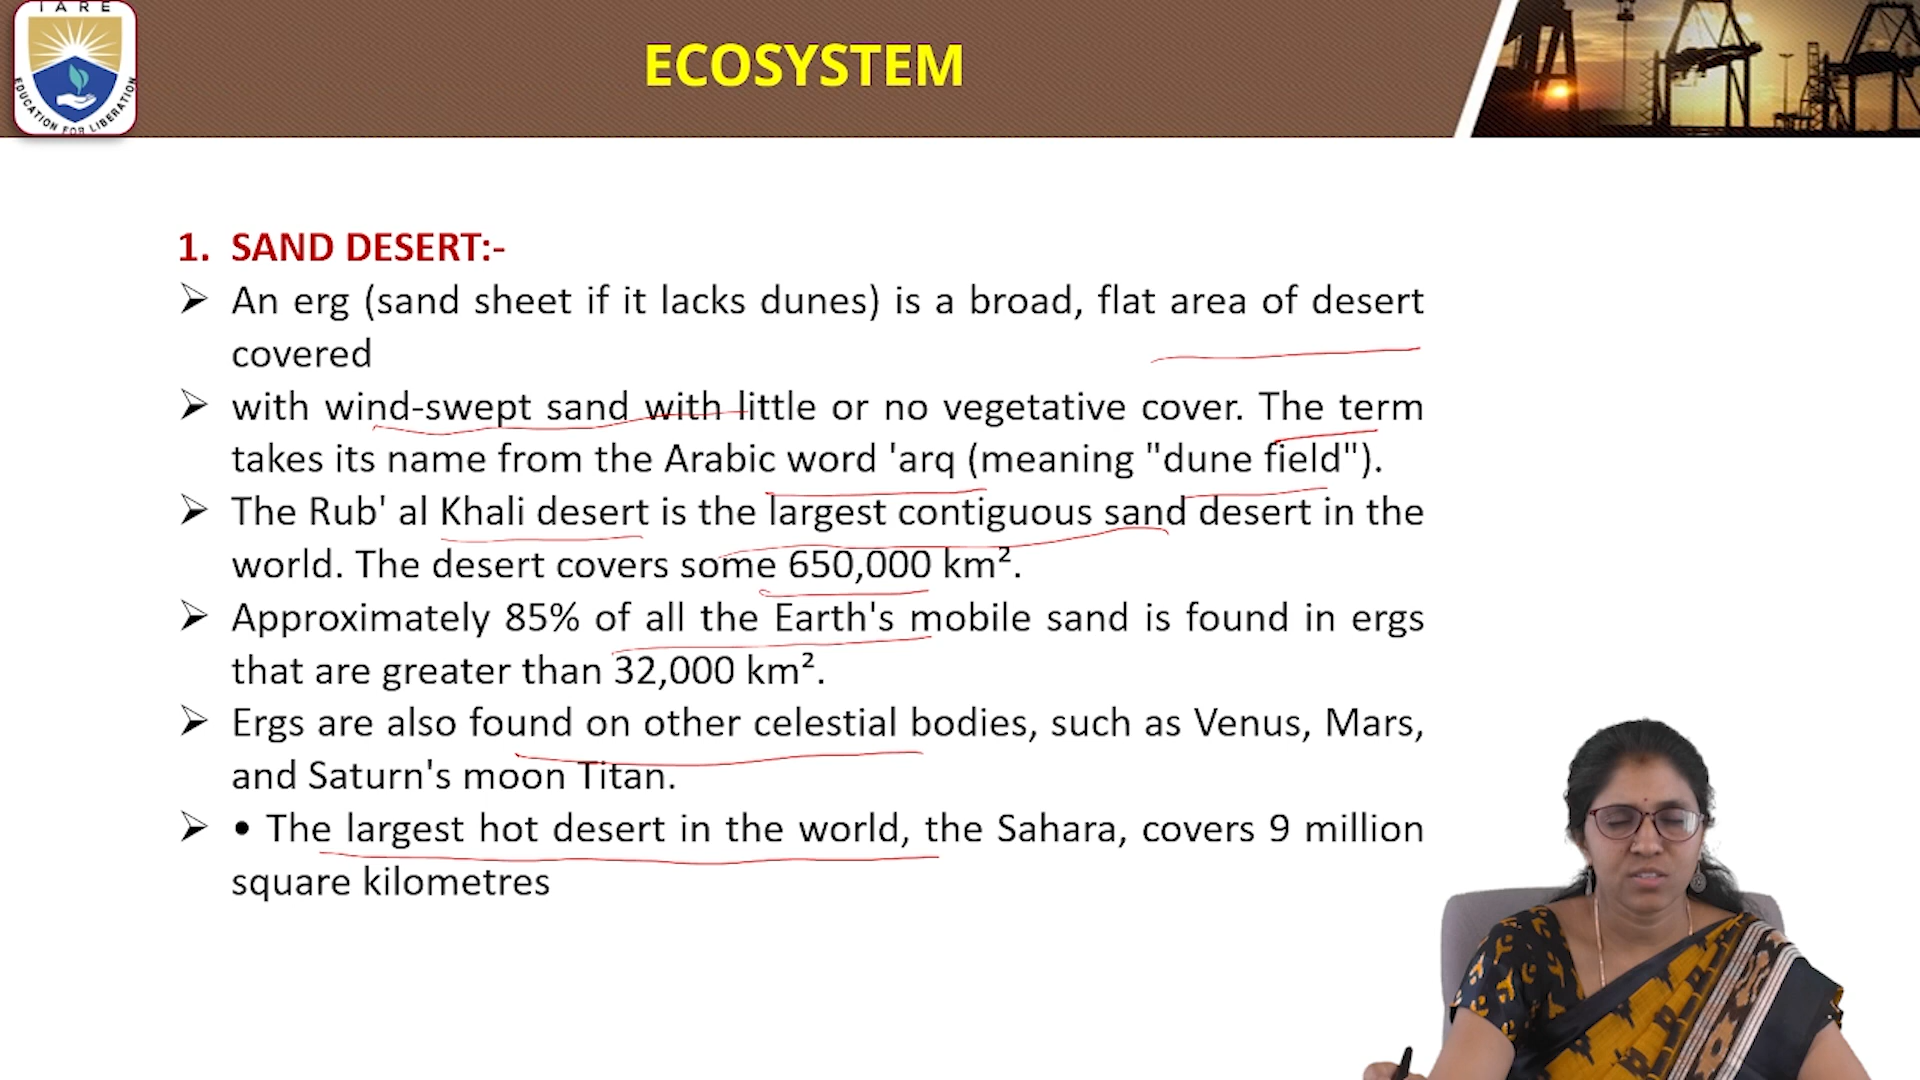 IARE
EDUCATION FOR LIBERATION
ECOSYSTEM
1. SAND DESERT:-
➢ An erg (sand sheet if it lacks dunes) is a broad, flat area of desert
covered
➢ with wind-swept sand with little or no vegetative cover. The term
takes its name from the Arabic word 'arq (meaning "dune field").
➢ The Rub' al Khali desert is the largest contiguous sand desert in the
world. The desert covers some 650,000 km².
➢ Approximately 85% of all the Earth's mobile sand is found in ergs
that are greater than 32,000 km².
➢ Ergs are also found on other celestial bodies, such as Venus, Mars,
and Saturn's moon Titan.
➢ • The largest hot desert in the world, the Sahara, covers 9 million
square kilometres